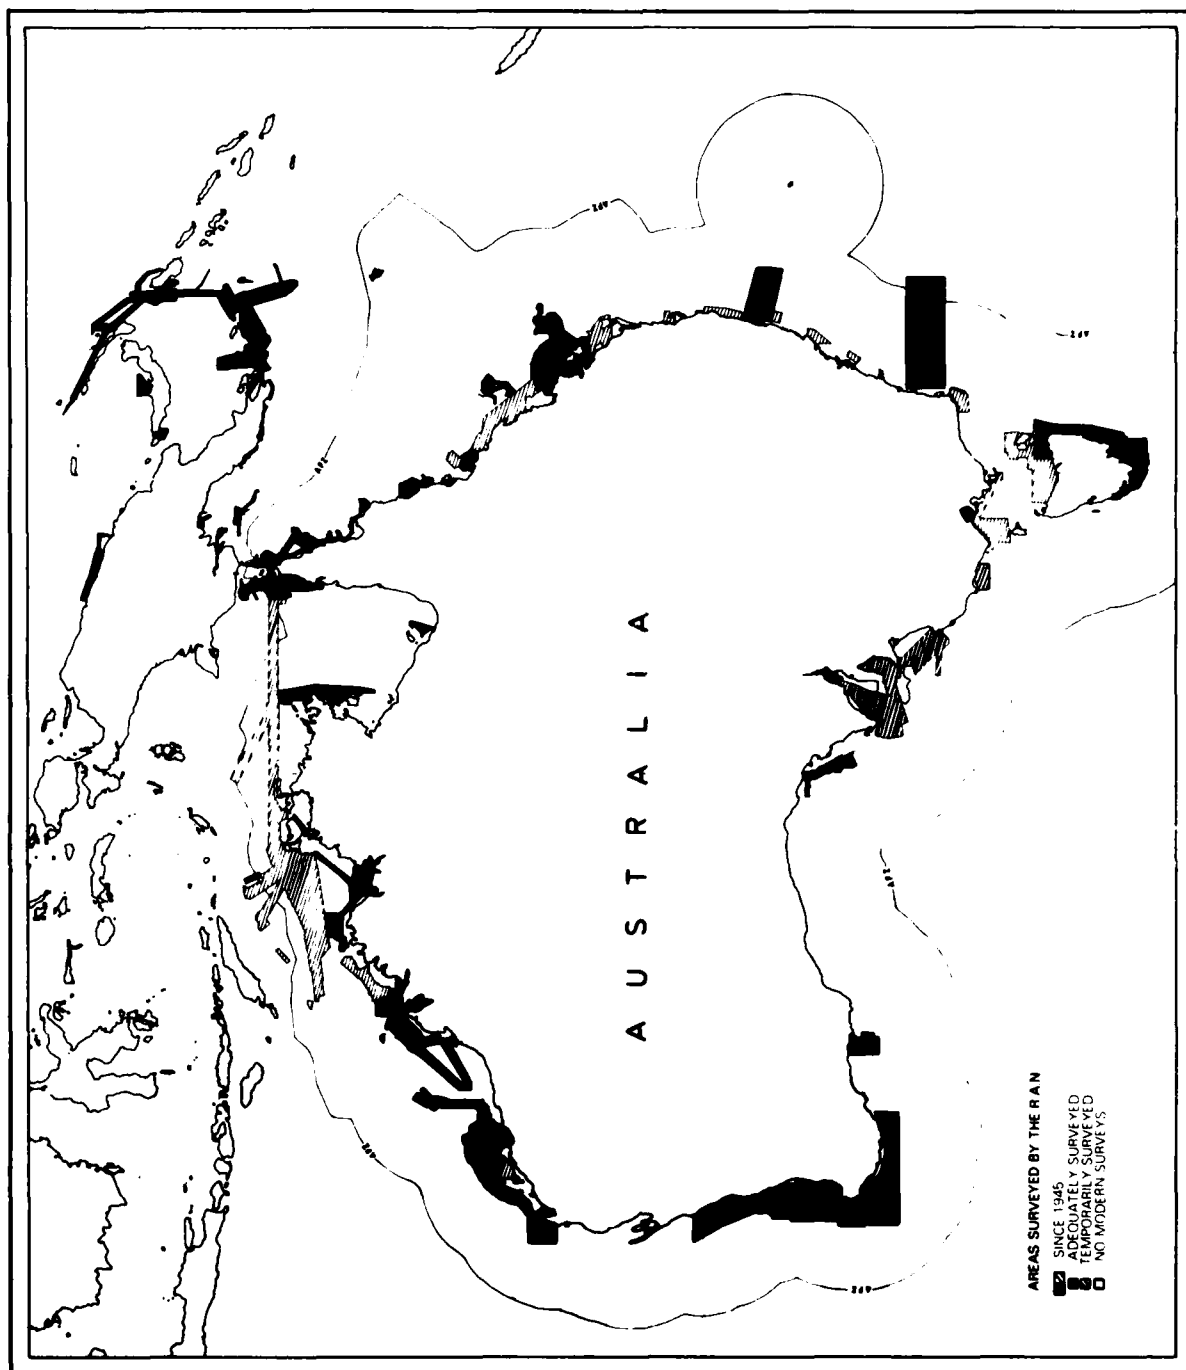 AUSTRALIA
AREAS SURVEYED BY THE RAN
SINCE 1945
ADEQUATELY SURVEYED
TEMPORARILY SURVEYED
NO MODERN SURVEYS